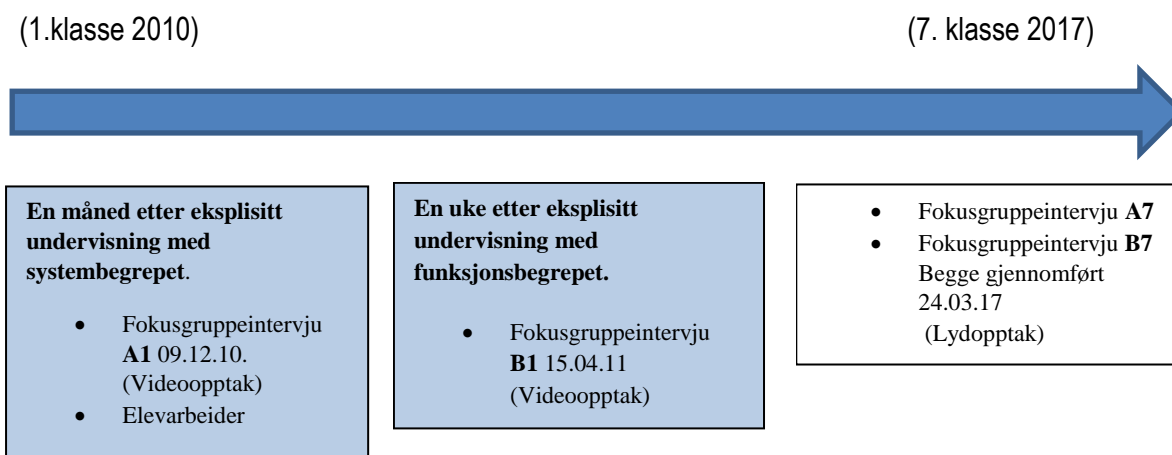 (1.klasse 2010)
(7. klasse 2017)
En måned etter eksplisitt
undervisning med
systembegrepet.
• Fokusgruppeintervju
A1 09.12.10.
(Videoopptak)
• Elevarbeider
En uke etter eksplisitt
undervisning med
funksjonsbegrepet.
• Fokusgruppeintervju
B1 15.04.11
(Videoopptak)
• Fokusgruppeintervju A7
• Fokusgruppeintervju B7
Begge gjennomført
24.03.17
(Lydopptak)